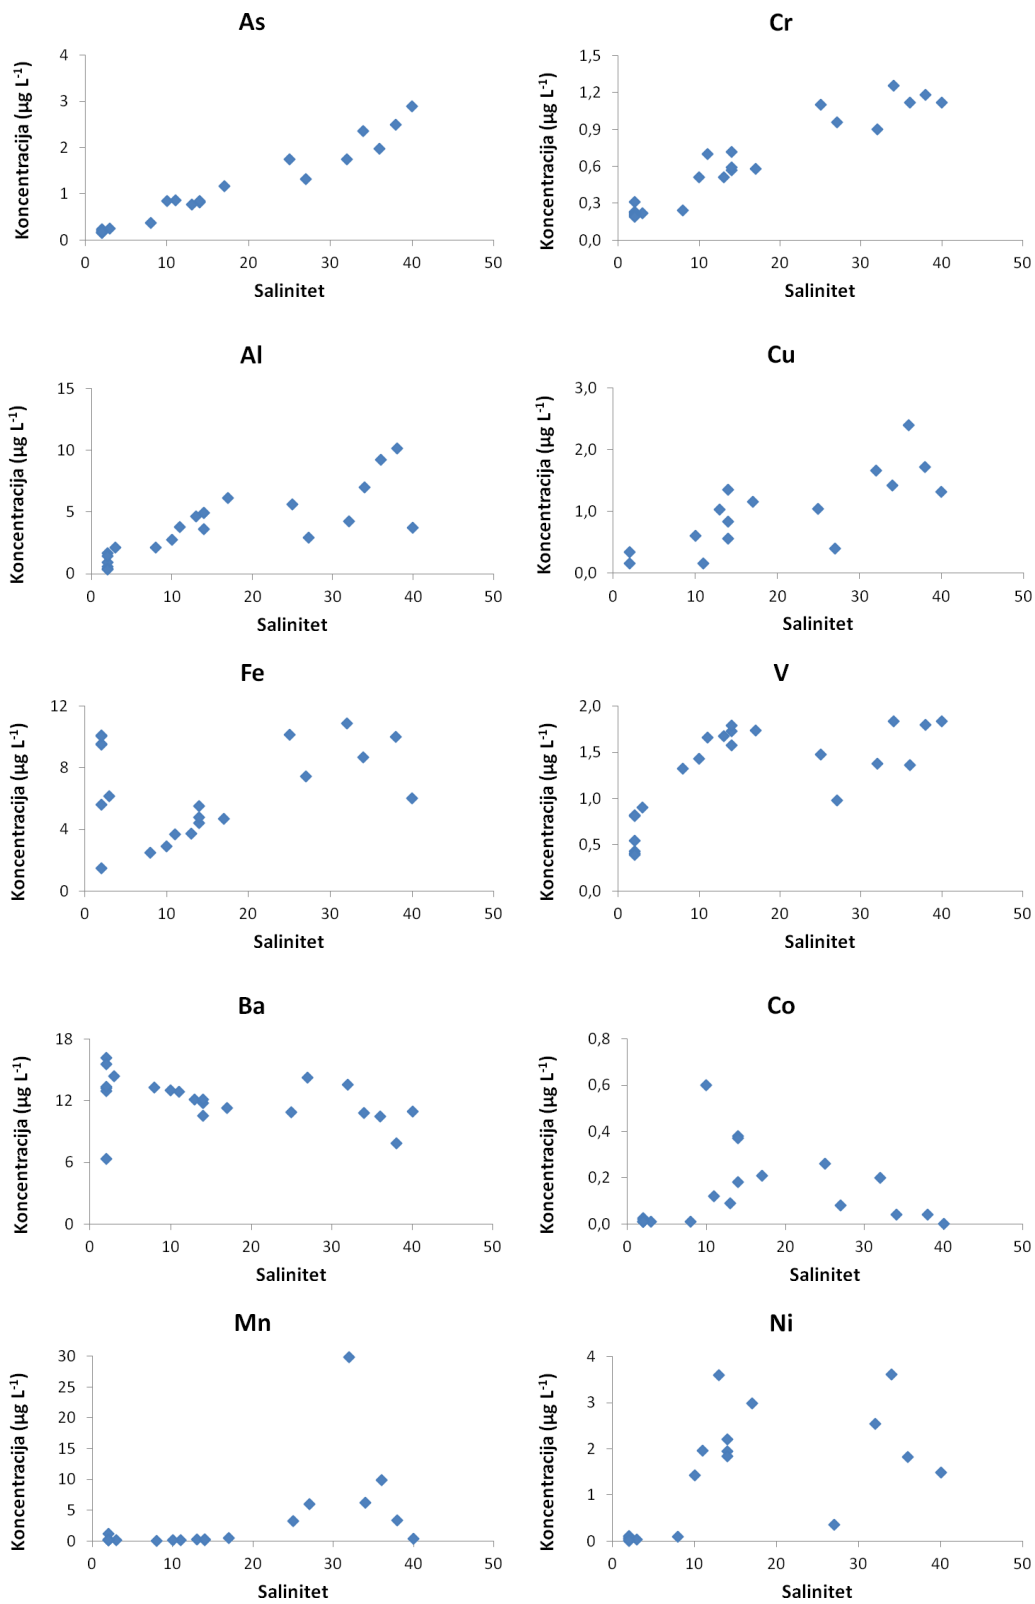 As
Koncentracija (µg L-1)
4
3
2
1
0
0 10 20 30 40 50
Salinitet
Cr
Koncentracija (µg L-1)
1,5
1,2
0,9
0,6
0,3
0,0
0 10 20 30 40 50
Salinitet
Al
Koncentracija (µg L-1)
15
10
5
0
0 10 20 30 40 50
Salinitet
Cu
Koncentracija (µg L-1)
3,0
2,0
1,0
0,0
0 10 20 30 40 50
Salinitet
Fe
Koncentracija (µg L-1)
12
8
4
0
0 10 20 30 40 50
Salinitet
V
Koncentracija (µg L-1)
2,0
1,5
1,0
0,5
0,0
0 10 20 30 40 50
Salinitet
Ba
Koncentracija (µg L-1)
18
12
6
0
0 10 20 30 40 50
Salinitet
Co
Koncentracija (µg L-1)
0,8
0,6
0,4
0,2
0,0
0 10 20 30 40 50
Salinitet
Mn
Koncentracija (µg L-1)
30
25
20
15
10
5
0
0 10 20 30 40 50
Salinitet
Ni
Koncentracija (µg L-1)
4
3
2
1
0
0 10 20 30 40 50
Salinitet